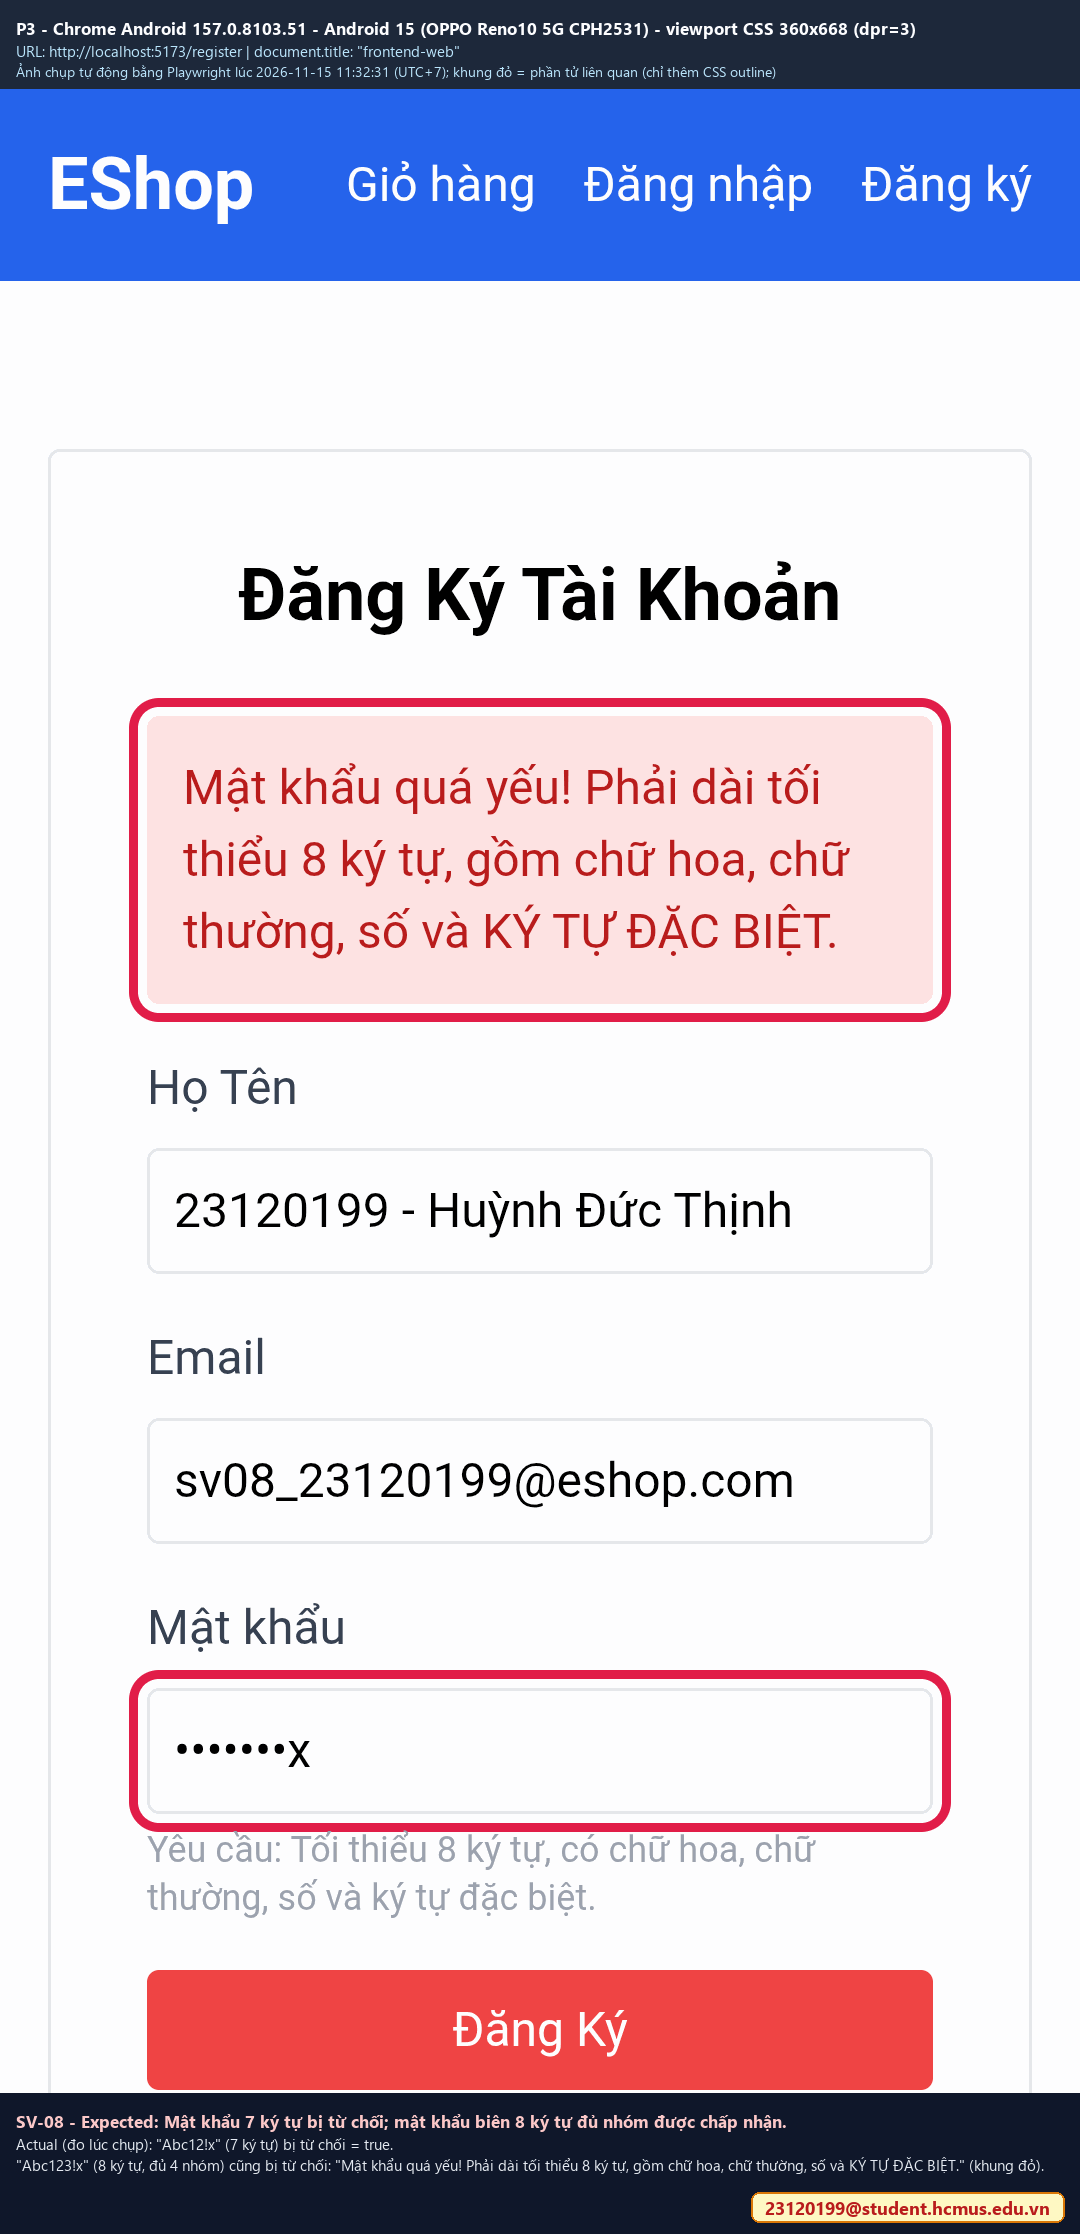 P3 - Chrome Android 157.0.8103.51 - Android 15 (OPPO Reno10 5G CPH2531) - viewport CSS 360x668 (dpr=3)
URL: http://localhost:5173/register | document.title: "frontend-web"
Ảnh chụp tự động bằng Playwright lúc 2026-11-15 11:32:31 (UTC+7); khung đỏ = phần tử liên quan (chỉ thêm CSS outline)
EShop Giỏ hàng Đăng nhập Đăng ký
Đăng Ký Tài Khoản
Mật khẩu quá yếu! Phải dài tối
thiểu 8 ký tự, gồm chữ hoa, chữ
thường, số và KÝ TỰ ĐẶC BIỆT.
Họ Tên
23120199 - Huỳnh Đức Thịnh
Email
sv08_23120199@eshop.com
Mật khẩu
•••••••x
Yêu cầu: Tối thiểu 8 ký tự, có chữ hoa, chữ
thường, số và ký tự đặc biệt.
Đăng Ký
SV-08 - Expected: Mật khẩu 7 ký tự bị từ chối; mật khẩu biên 8 ký tự đủ nhóm được chấp nhận.
Actual (đo lúc chụp): "Abc12!x" (7 ký tự) bị từ chối = true.
"Abc123!x" (8 ký tự, đủ 4 nhóm) cũng bị từ chối: "Mật khẩu quá yếu! Phải dài tối thiểu 8 ký tự, gồm chữ hoa, chữ thường, số và KÝ TỰ ĐẶC BIỆT." (khung đỏ).
23120199@student.hcmus.edu.vn